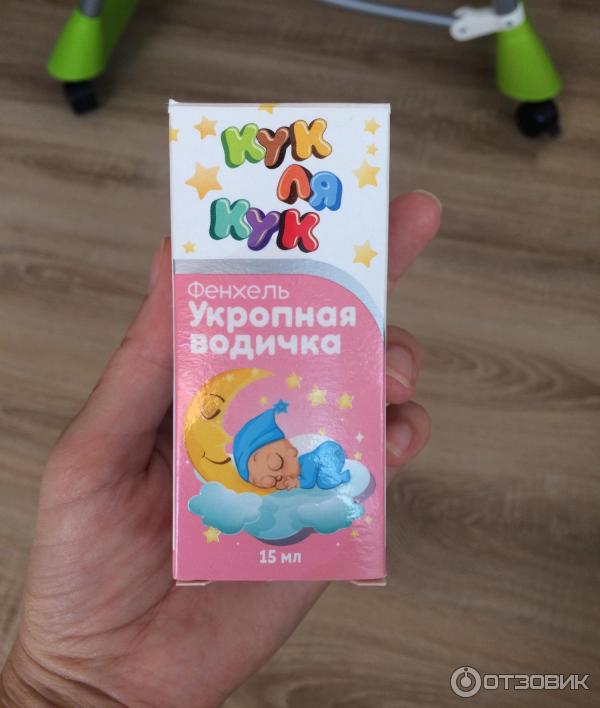 КУК
ЛЯ
КУК
Фенхель
Укропная
водичка
15 мл
ОТЗОВИК